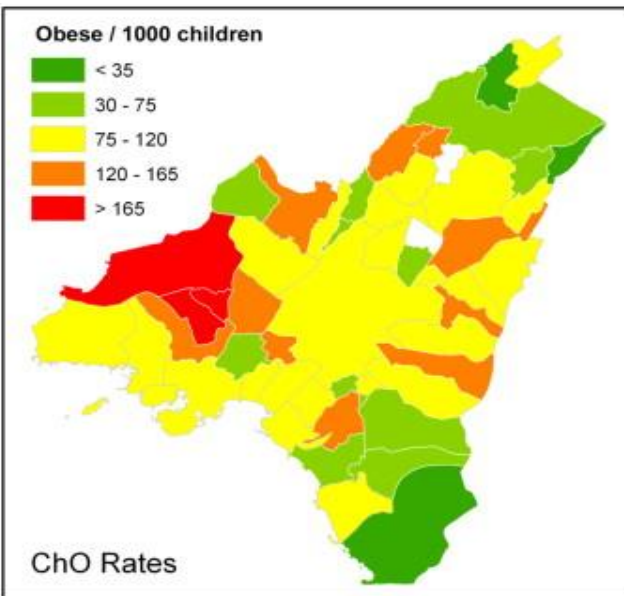 Obese / 1000 children
< 35
30 - 75
75 - 120
120 - 165
> 165
ChO Rates